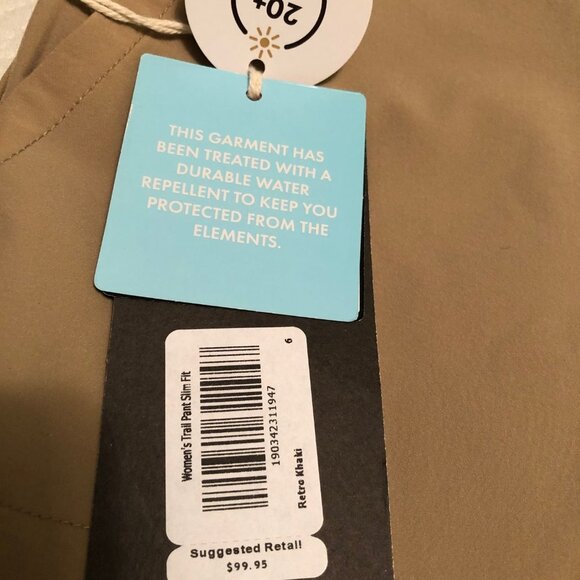 20+
THIS GARMENT HAS
BEEN TREATED WITH A
DURABLE WATER
REPELLENT TO KEEP YOU
PROTECTED FROM THE
ELEMENTS.
Women's Trail Pant Slim Fit
190342311947
6
Retro Khaki
Suggested Retail
$99.95